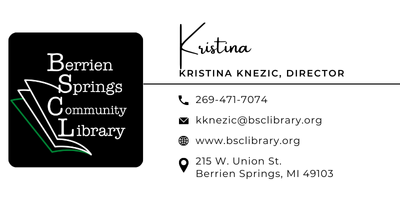 Berrien
Springs
Community
Library
Kristina
KRISTINA KNEZIC, DIRECTOR
269-471-7074
kknezic@bsclibrary.org
www.bsclibrary.org
215 W. Union St.
Berrien Springs, MI 49103